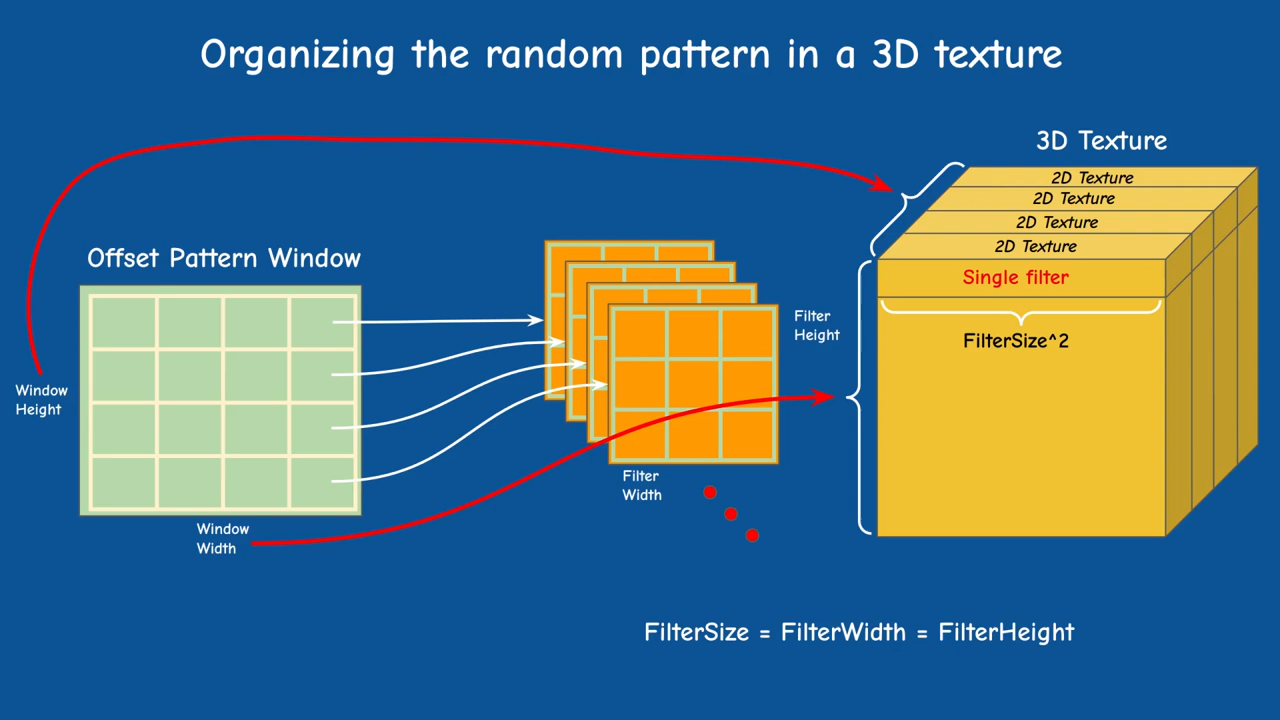 Organizing the random pattern in a 3D texture
3D Texture
2D Texture
2D Texture
2D Texture
2D Texture
Single filter
FilterSize^2
Offset Pattern Window
Window
Height
Window
Width
Filter
Height
Filter
Width
FilterSize = FilterWidth = FilterHeight